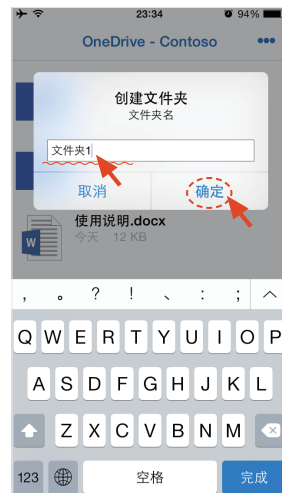 23:34
94%
OneDrive - Contoso
创建文件夹
文件夹名
文件夹1
取消
确定
使用说明.docx
W
今天 12 KB
, 。 ? ! 、 : ;
Q W E R T Y U I O P
A S D F G H J K L
Z X C V B N M
123 空格 完成